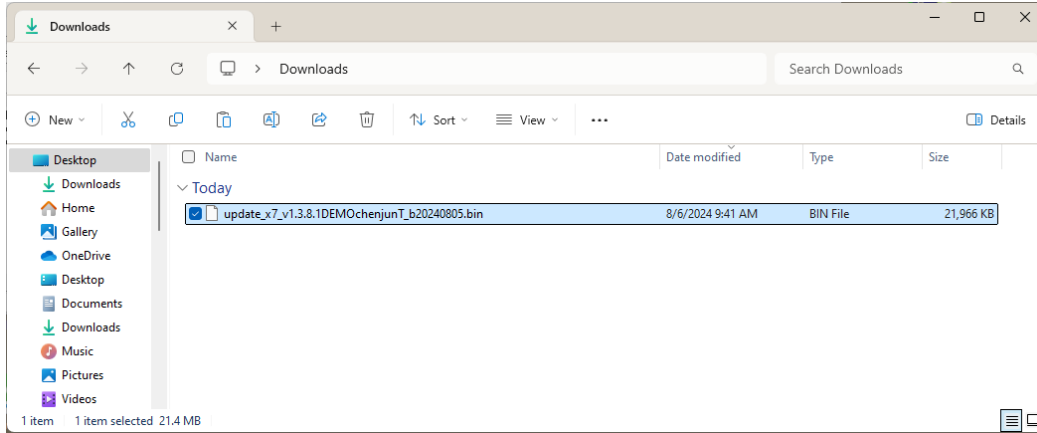 Downloads
Downloads
Search Downloads
New
Sort
View
Details
Desktop
Downloads
Home
Gallery
OneDrive
Desktop
Documents
Downloads
Music
Pictures
Videos
Name Date modified Type Size
Today
update_x7_v1.3.8.1DEMOchenjunT_b20240805.bin 8/6/2024 9:41 AM BIN File 21,966 KB
1 item 1 item selected 21.4 MB